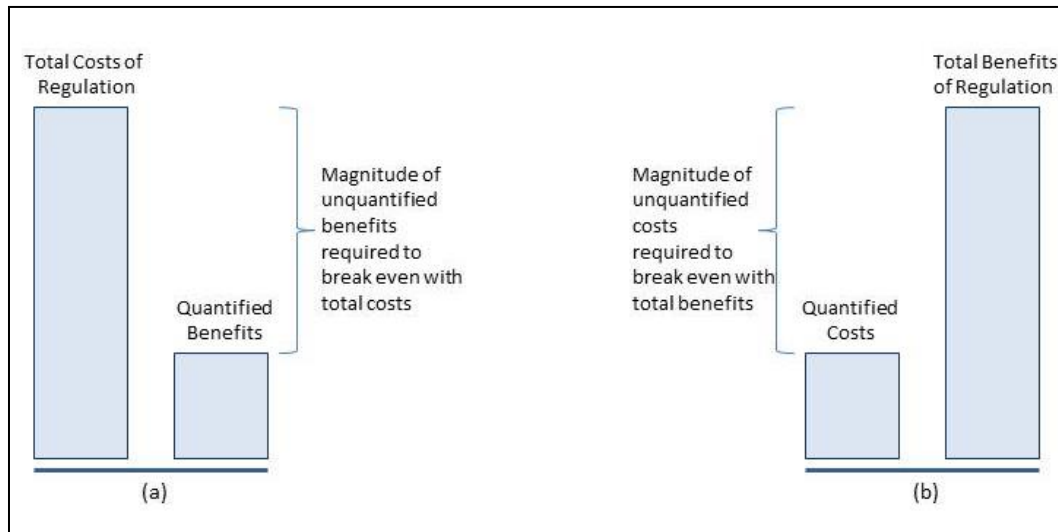 Total Costs of
Regulation
Quantified
Benefits
Magnitude of
unquantified
benefits
required to
break even with
total costs
(a)
Magnitude of
unquantified
costs
required to
break even with
total benefits
Quantified
Costs
Total Benefits
of Regulation
(b)